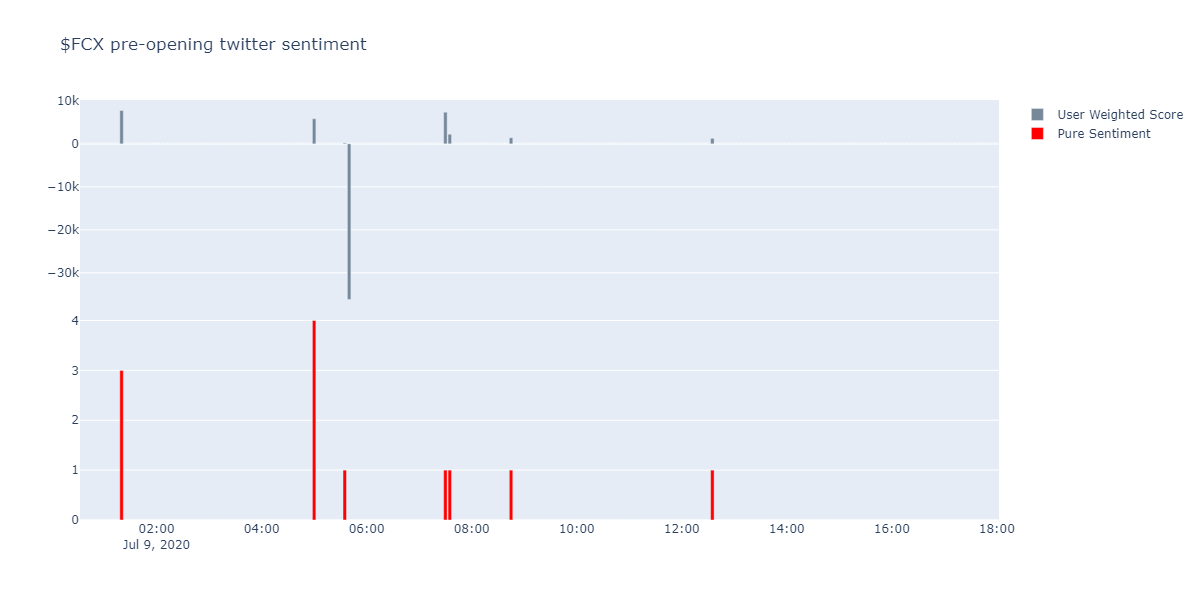 $FCX pre-opening twitter sentiment
10k
0
−10k
−20k
−30k
4
3
2
1
0
02:00 04:00 06:00 08:00 10:00 12:00 14:00 16:00 18:00
Jul 9, 2020
User Weighted Score
Pure Sentiment